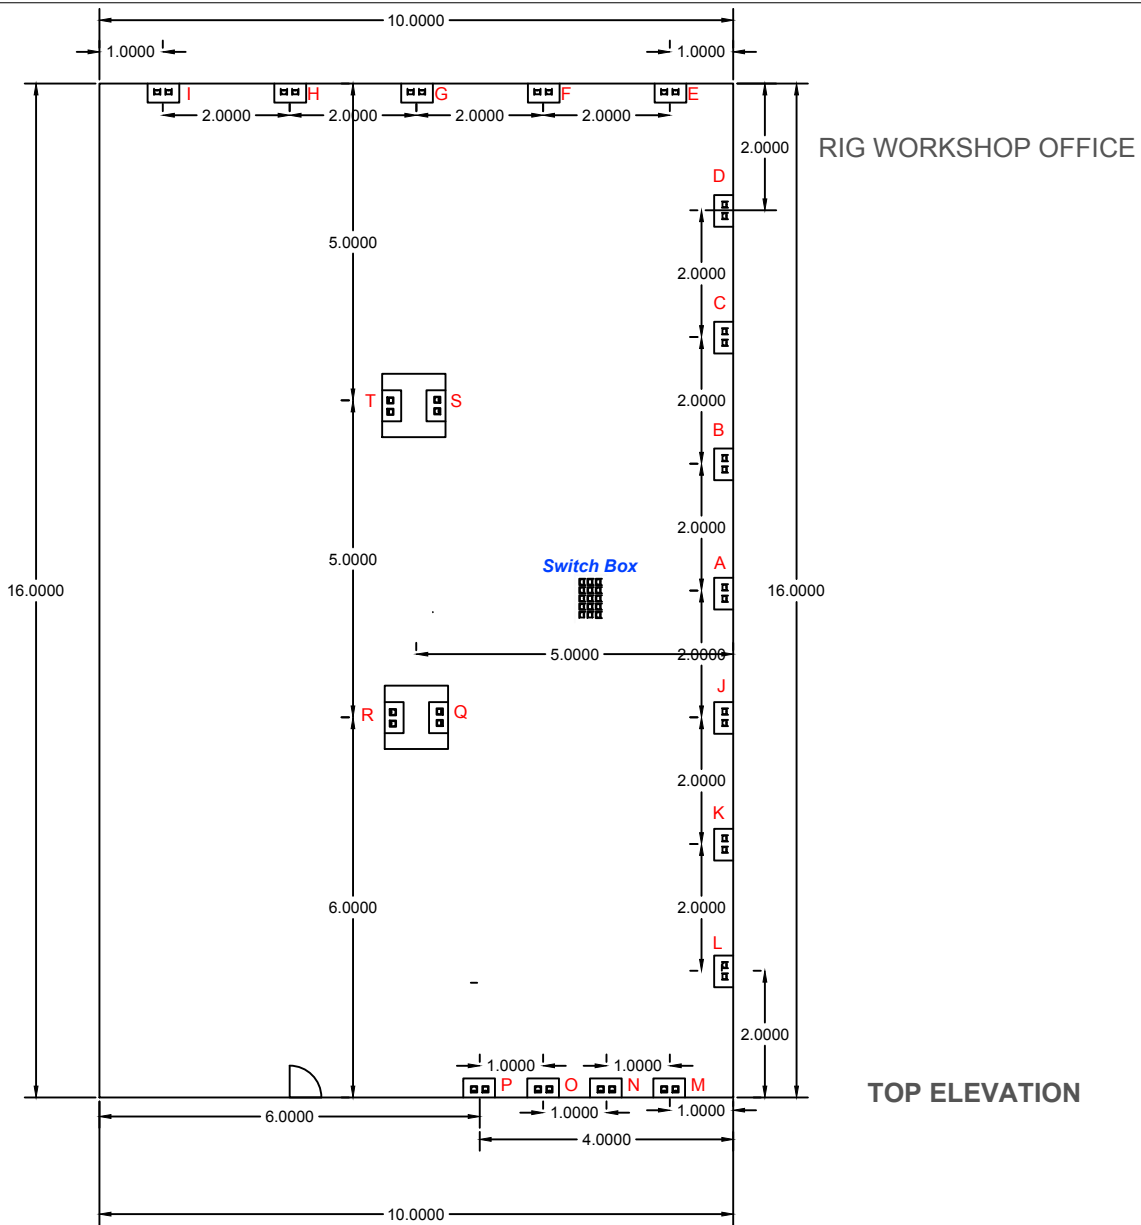 10.0000
1.0000 1.0000
I H G F E
2.0000 2.0000 2.0000 2.0000
2.0000 RIG WORKSHOP OFFICE
D
5.0000
2.0000
C
T S 2.0000
B
2.0000
5.0000 Switch Box A
16.0000 16.0000
5.0000 2.0000
J
R Q
2.0000
K
6.0000 2.0000
L
2.0000
1.0000 1.0000
P O N M TOP ELEVATION
6.0000 1.0000 1.0000
4.0000
10.0000